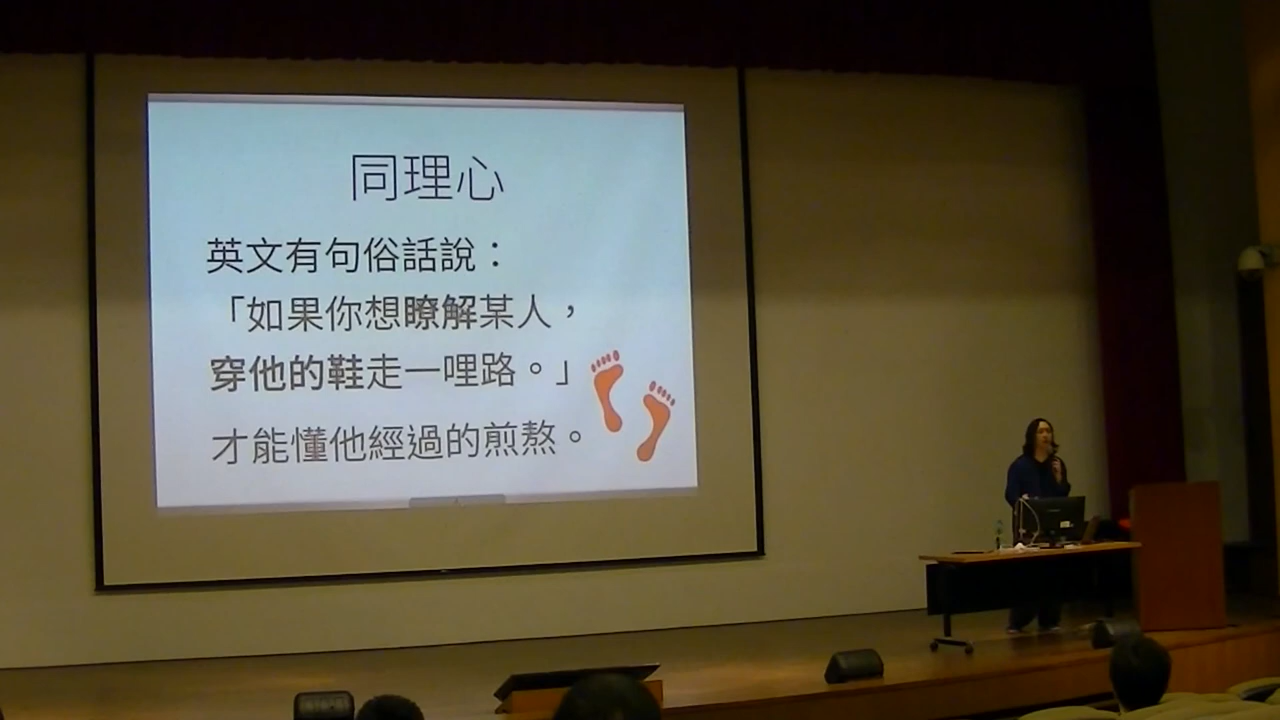 同理心
英文有句俗話說：
「如果你想瞭解某人，
穿他的鞋走一哩路。」
才能懂他經過的煎熬。